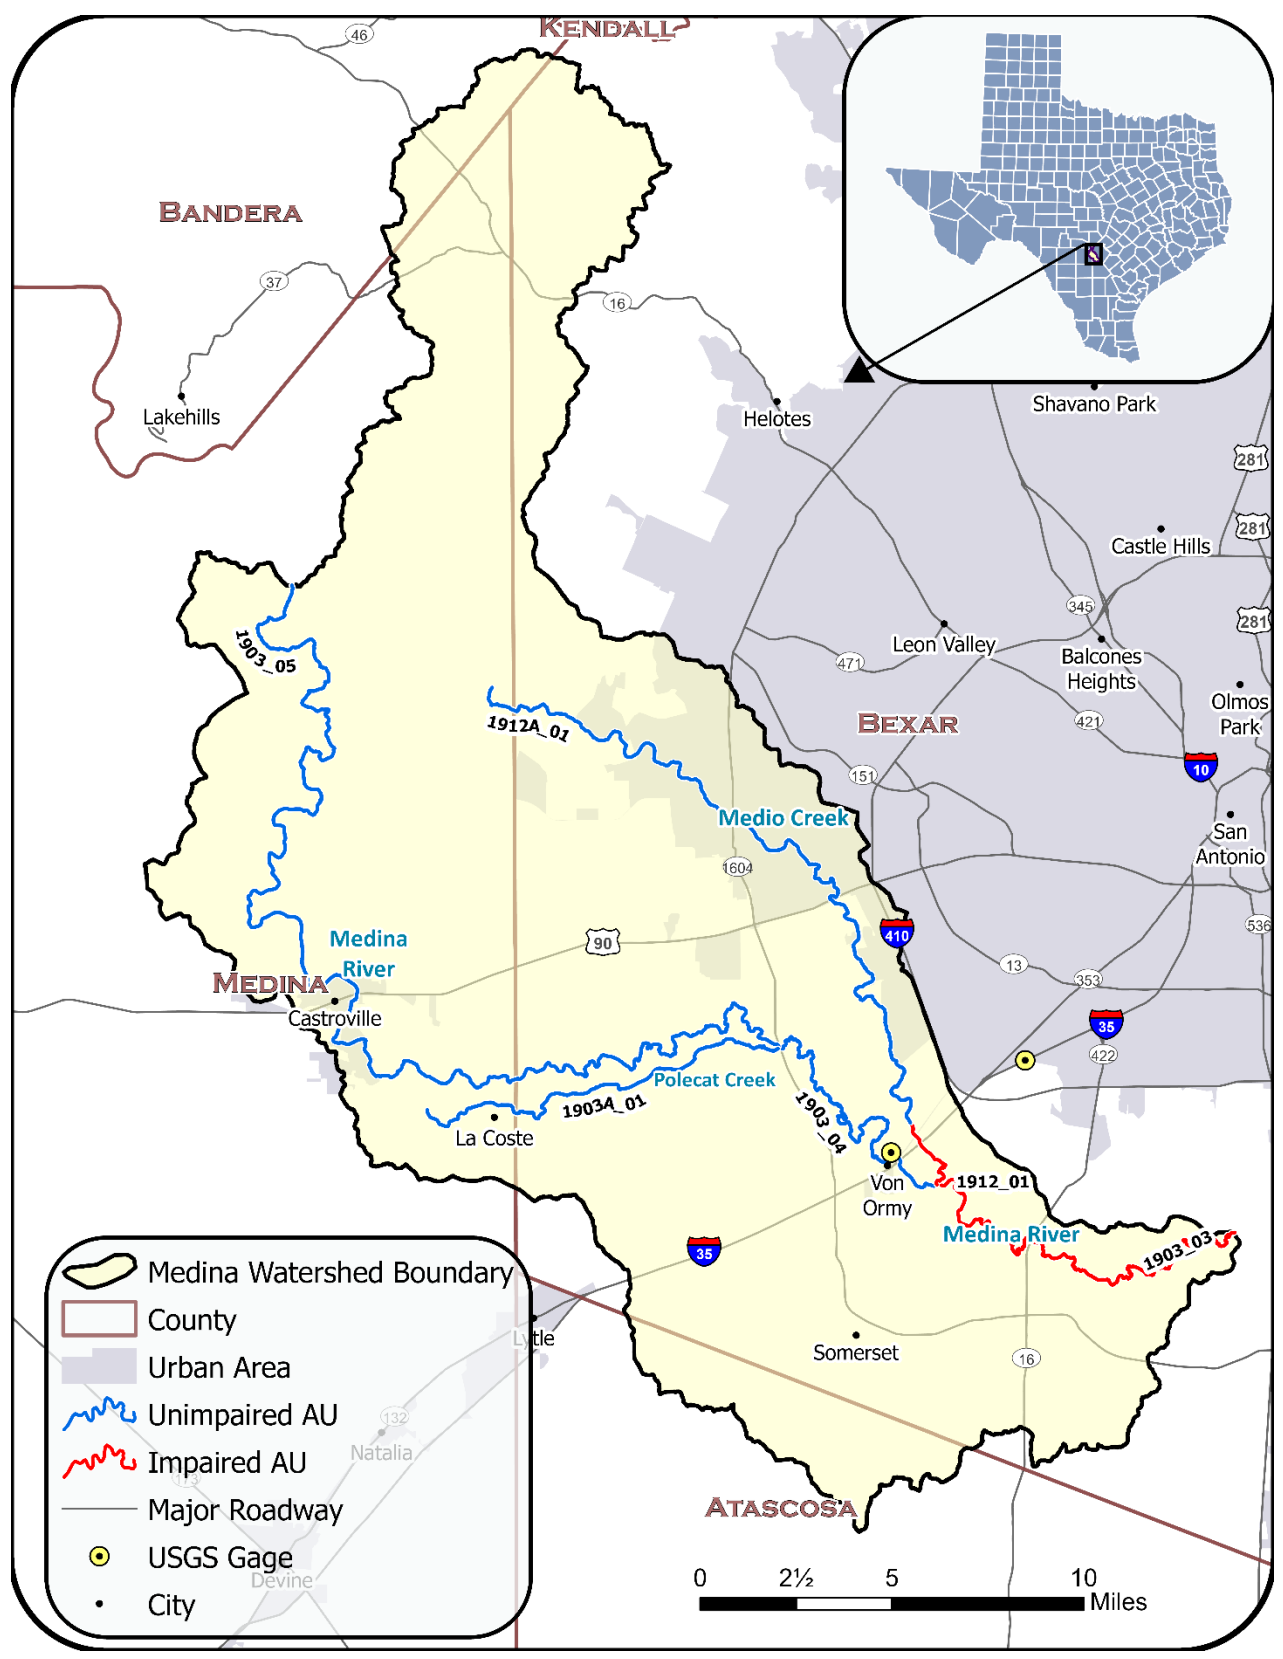 KENDALL
46
BANDERA
37
16
Lakehills
Helotes
Shavano Park
281
Castle Hills
281
345
281
Leon Valley
471
Balcones
Heights
1903_05
Olmos
Park
421
BEXAR
1912A_01
10
151
Medio Creek
San
Antonio
1604
536
410
Medina
River
90
13
353
MEDINA
Castroville
35
422
Polecat Creek
1903A_01
1903_04
La Coste
Von
Ormy
1912_01
Medina River
1903_03
35
Somerset
16
Lytle
132
Natalia
173
Devine
ATASCOSA
Medina Watershed Boundary
County
Urban Area
Unimpaired AU
Impaired AU
Major Roadway
USGS Gage
City
0 2½ 5 10
Miles